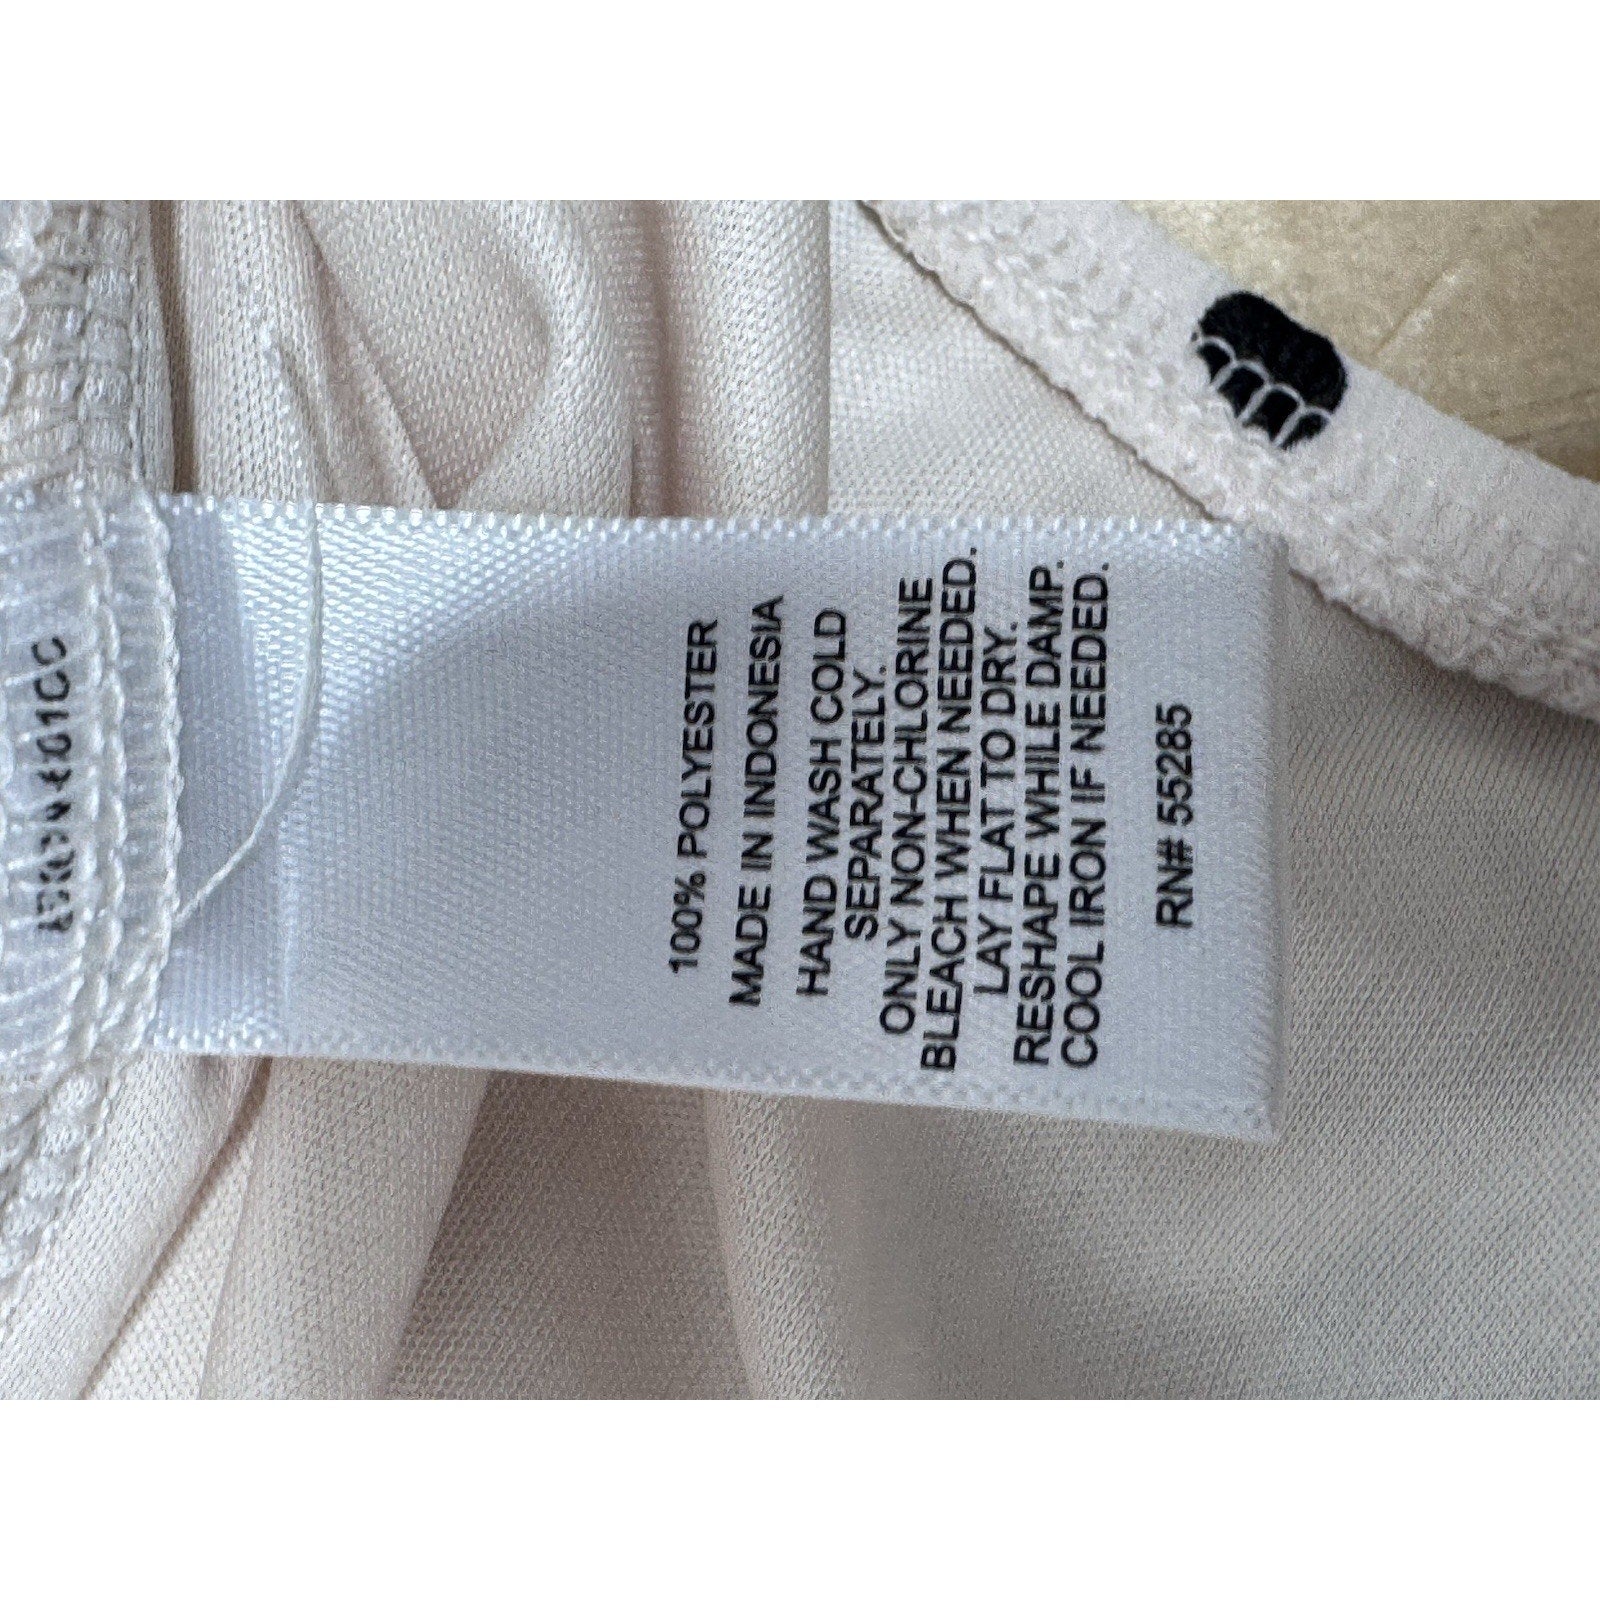 100% POLYESTER
MADE IN INDONESIA
HAND WASH COLD
SEPARATELY.
ONLY NON-CHLORINE
BLEACH WHEN NEEDED.
LAY FLAT TO DRY.
RESHAPE WHILE DAMP.
COOL IRON IF NEEDED.
RN# 55285